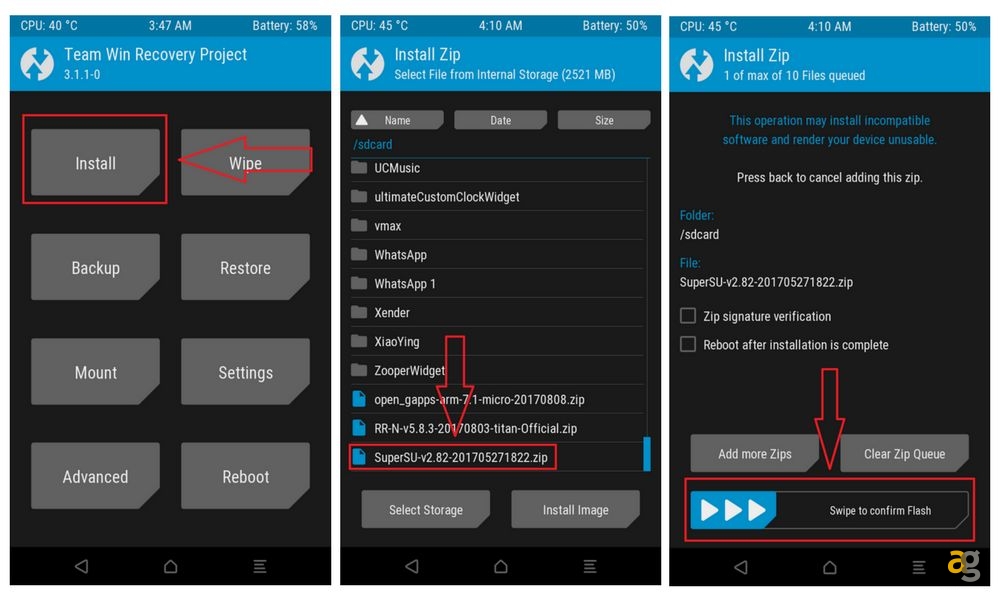 CPU: 40 °C 3:47 AM Battery: 58%
Team Win Recovery Project
3.1.1-0
Install
Wipe
Backup
Restore
Mount
Settings
Advanced
Reboot
CPU: 45 °C 4:10 AM Battery: 50%
Install Zip
Select File from Internal Storage (2521 MB)
Name Date Size
/sdcard
UCMusic
ultimateCustomClockWidget
vmax
WhatsApp
WhatsApp 1
Xender
XiaoYing
ZooperWidget
open_gapps-arm-7.1-micro-20170808.zip
RR-N-v5.8.3-20170803-titan-Official.zip
SuperSU-v2.82-201705271822.zip
Select Storage
Install Image
CPU: 45 °C 4:10 AM Battery: 50%
Install Zip
1 of max of 10 Files queued
This operation may install incompatible
software and render your device unusable.
Press back to cancel adding this zip.
Folder:
/sdcard
File:
SuperSU-v2.82-201705271822.zip
Zip signature verification
Reboot after installation is complete
Add more Zips
Clear Zip Queue
Swipe to confirm Flash
ag